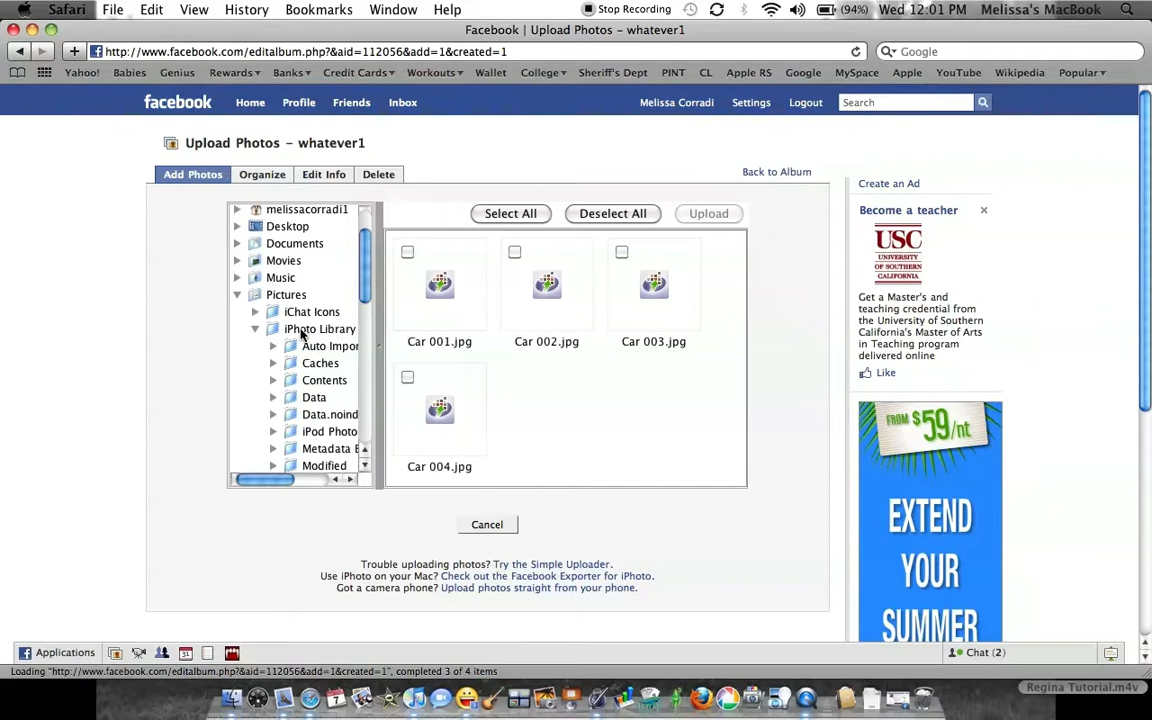 Safari File Edit View History Bookmarks Window Help Stop Recording (94%) Wed 12:01 PM Melissa's MacBook
Facebook | Upload Photos – whatever1
http://www.facebook.com/editalbum.php?&aid=112056&add=1&created=1 Google
Yahoo! Babies Genius Rewards Banks Credit Cards Workouts Wallet College Sheriff's Dept PINT CL Apple RS Google MySpace Apple YouTube Wikipedia Popular
facebook Home Profile Friends Inbox Melissa Corradi Settings Logout Search
Upload Photos – whatever1
Add Photos Organize Edit Info Delete Back to Album
melissacorradi1
Desktop
Documents
Movies
Music
Pictures
iChat Icons
iPhoto Library
Auto Impor
Caches
Contents
Data
Data.noind
iPod Photo
Metadata B
Modified
Select All Deselect All Upload
Car 001.jpg Car 002.jpg Car 003.jpg
Car 004.jpg
Cancel
Trouble uploading photos? Try the Simple Uploader.
Use iPhoto on your Mac? Check out the Facebook Exporter for iPhoto.
Got a camera phone? Upload photos straight from your phone.
Create an Ad
Become a teacher
USC
UNIVERSITY
OF SOUTHERN
CALIFORNIA
Get a Master's and
teaching credential from
the University of Southern
California's Master of Arts
in Teaching program
delivered online
Like
FROM $59/nt
EXTEND
YOUR
SUMMER
Applications Chat (2)
Loading "http://www.facebook.com/editalbum.php?&aid=112056&add=1&created=1", completed 3 of 4 items
Regina Tutorial.m4v